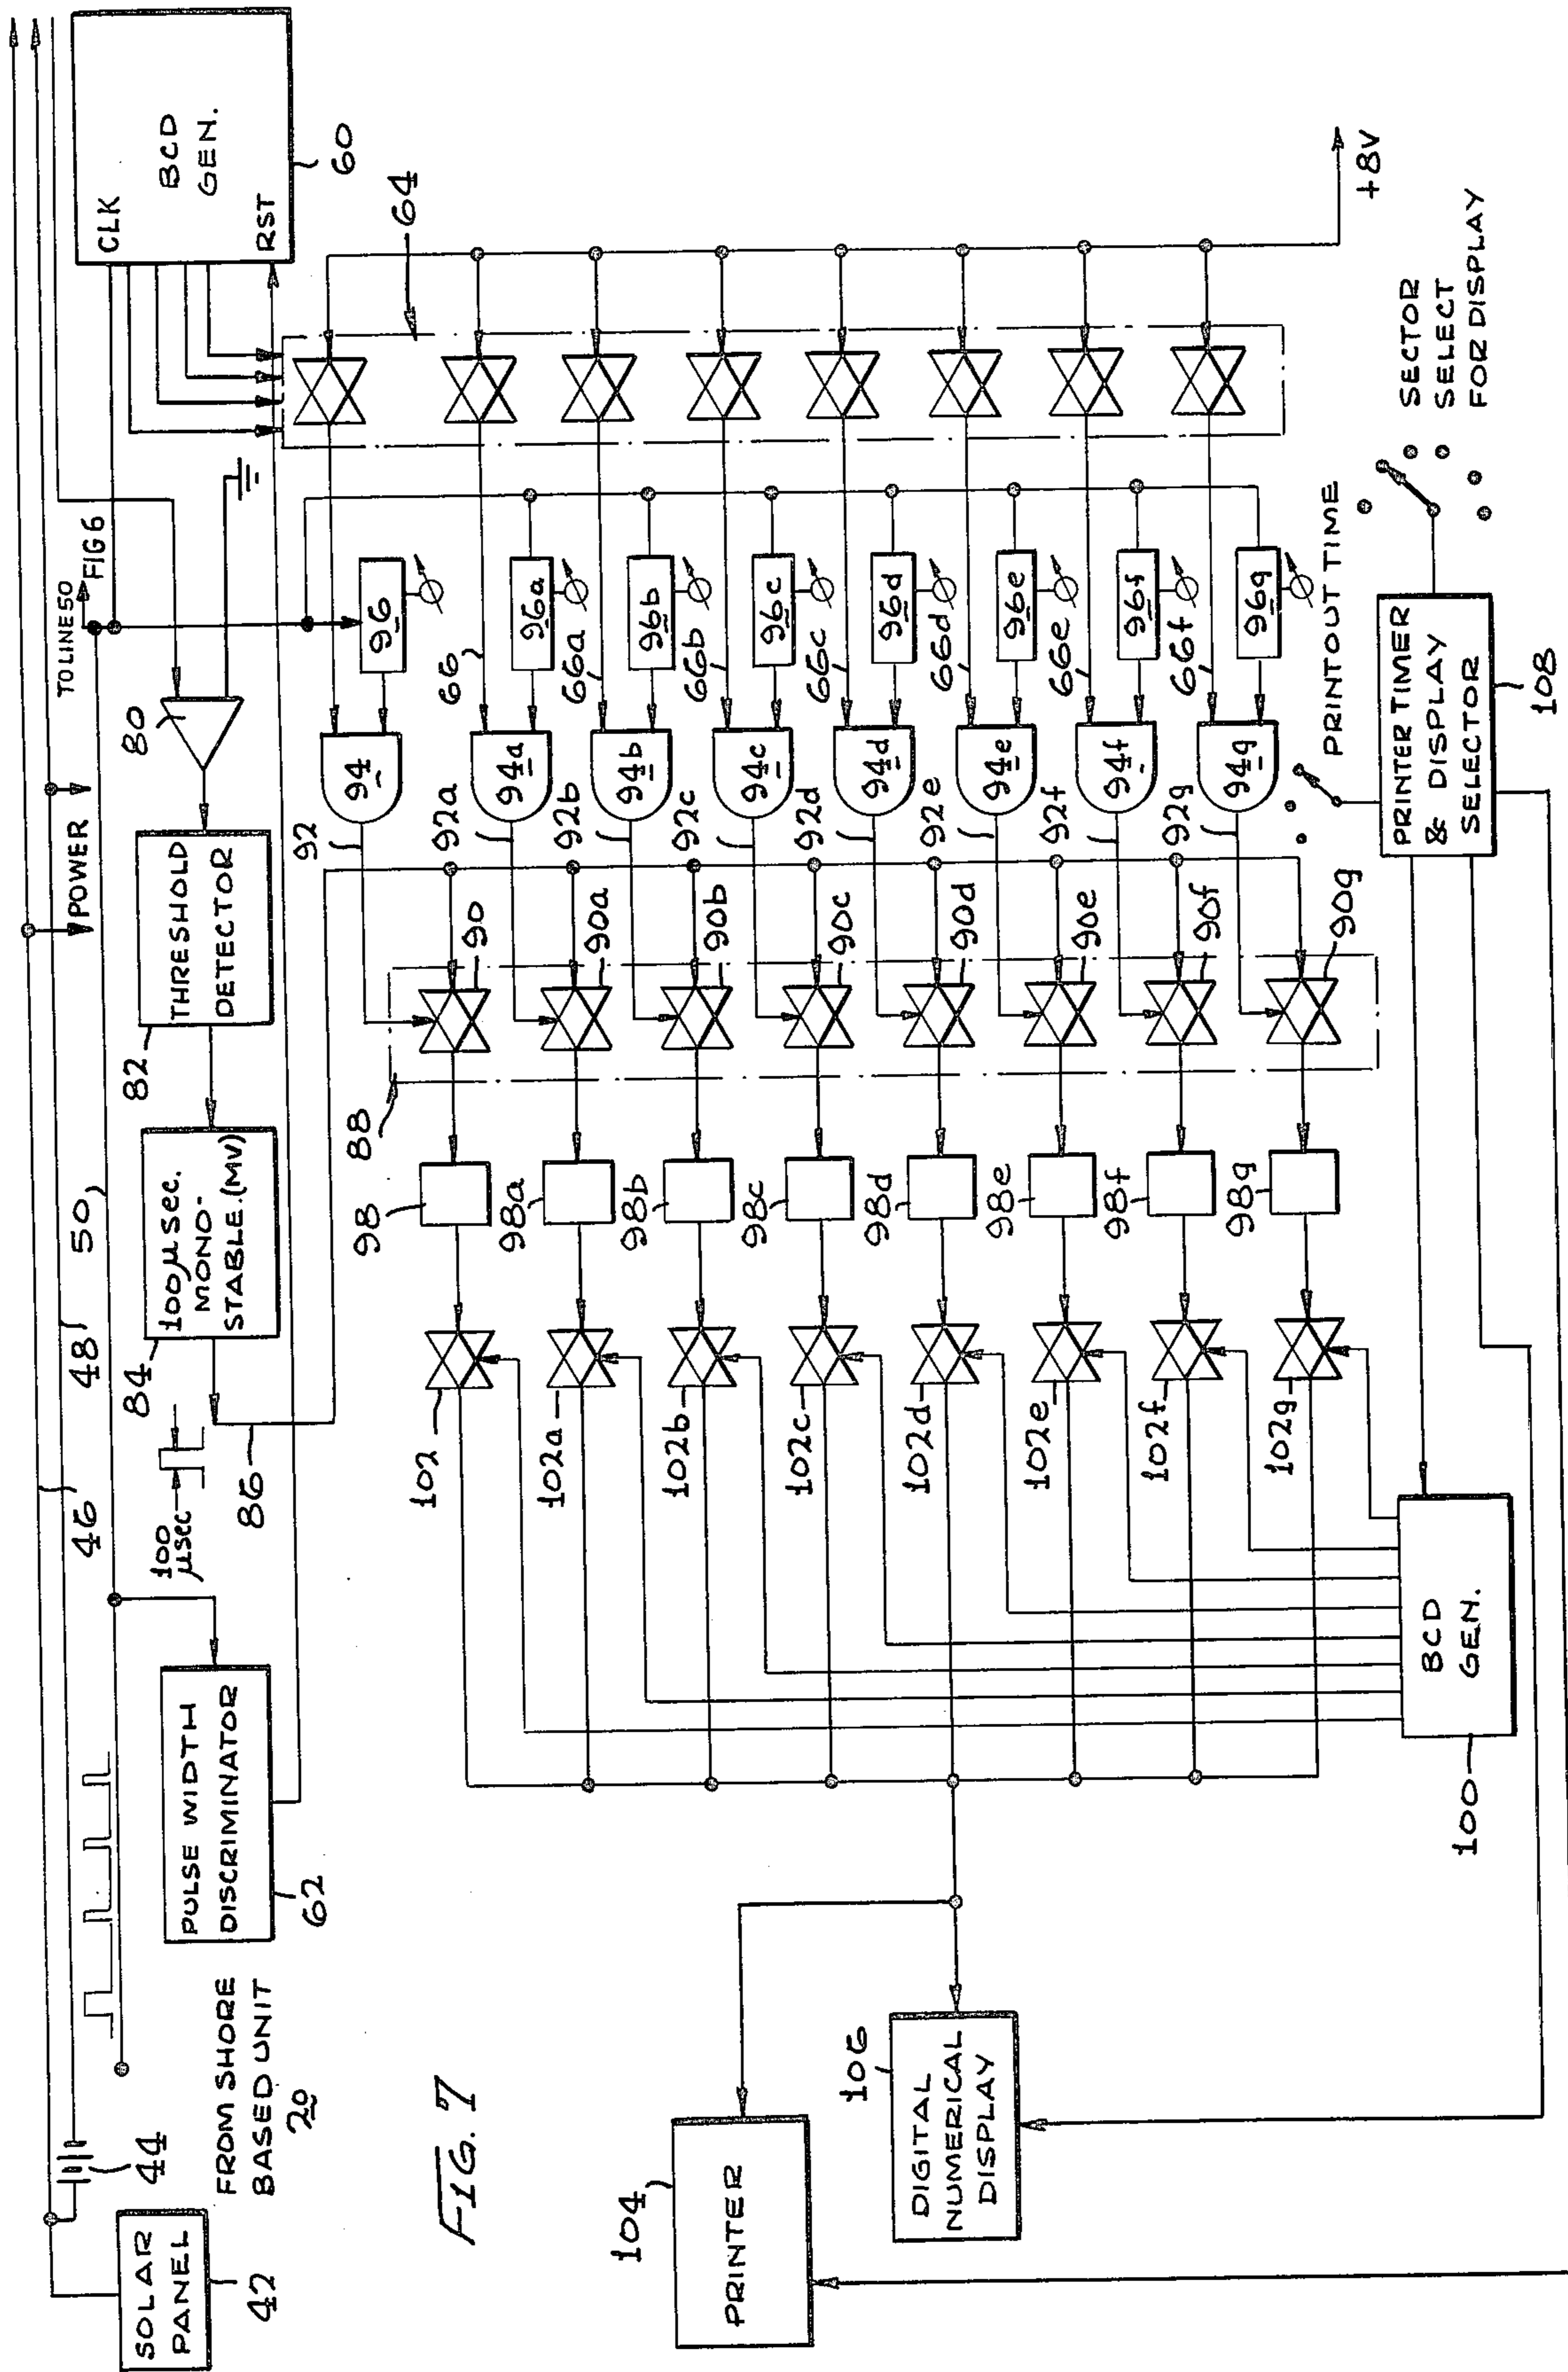 SOLAR
PANEL
42
44
FROM SHORE
BASED UNIT
20
PULSE WIDTH
DISCRIMINATOR
62
46
48
50
100
µsec
84
100µsec.
MONO-
STABLE.(MV)
86
82
THRESHOLD
DETECTOR
POWER
80
TO LINE 50
FIG 6
CLK
BCD
GEN.
RST
60
64
FIG. 7
102
98
88
90
92
94
96
102a
98a
90a
92a
94a
66
96a
102b
98b
90b
92b
94b
66a
96b
102c
98c
90c
92c
94c
66b
96c
102d
98d
90d
92d
94d
66c
96d
102e
98e
90e
92e
94e
66d
96e
102f
98f
90f
92f
94f
66e
96f
102g
98g
90g
92g
94g
66f
96g
+8V
104
PRINTER
106
DIGITAL
NUMERICAL
DISPLAY
100
BCD
GEN.
PRINTOUT TIME
PRINTER TIMER
& DISPLAY
SELECTOR
108
SECTOR
SELECT
FOR DISPLAY